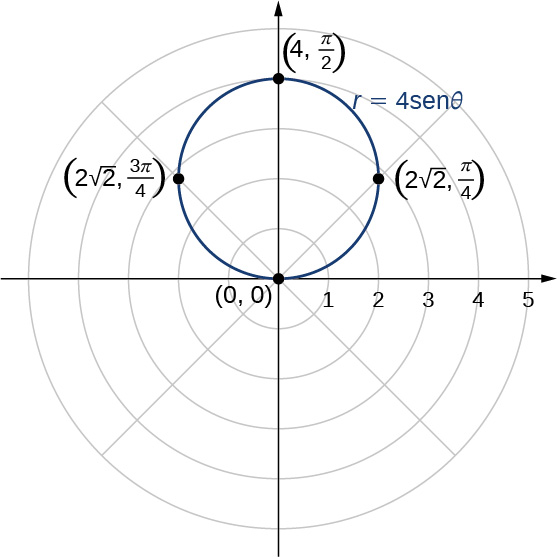 (4, π/2)
r = 4senθ
(2√2, 3π/4)
(2√2, π/4)
(0, 0)
1 2 3 4 5